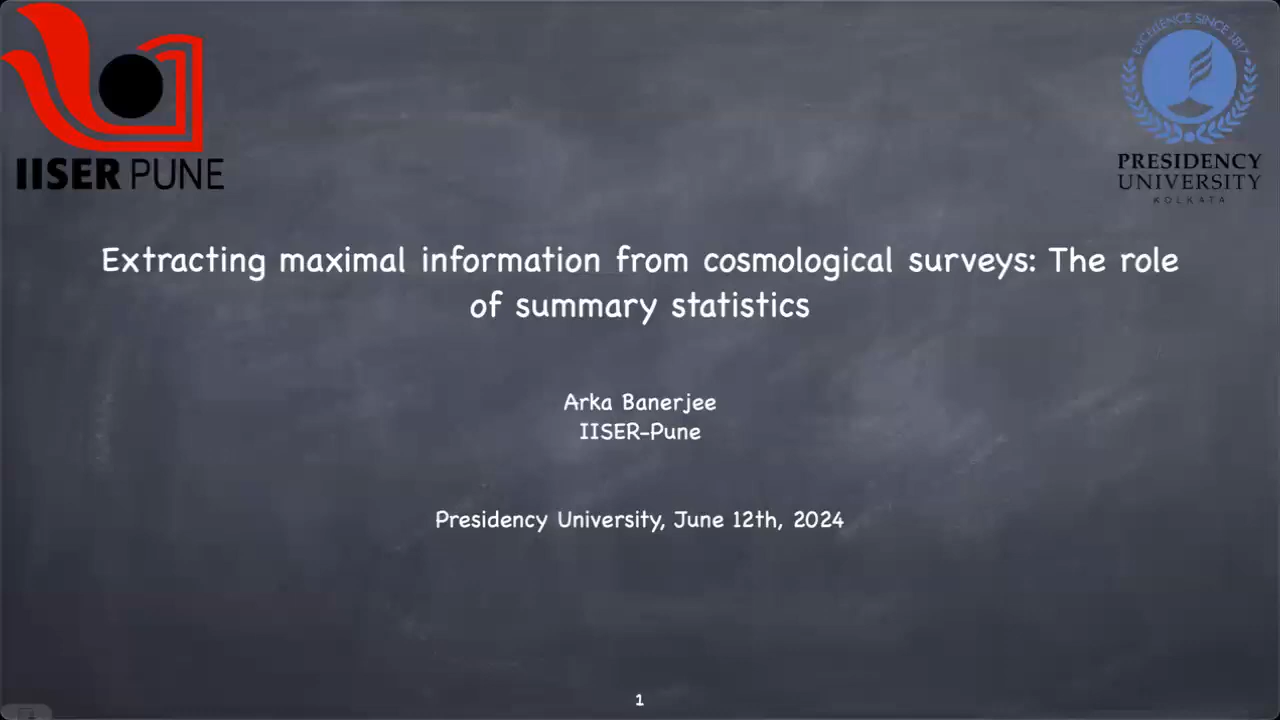 IISER PUNE
EXCELLENCE SINCE 1817
PRESIDENCY
UNIVERSITY
KOLKATA
Extracting maximal information from cosmological surveys: The role
of summary statistics
Arka Banerjee
IISER-Pune
Presidency University, June 12th, 2024
1